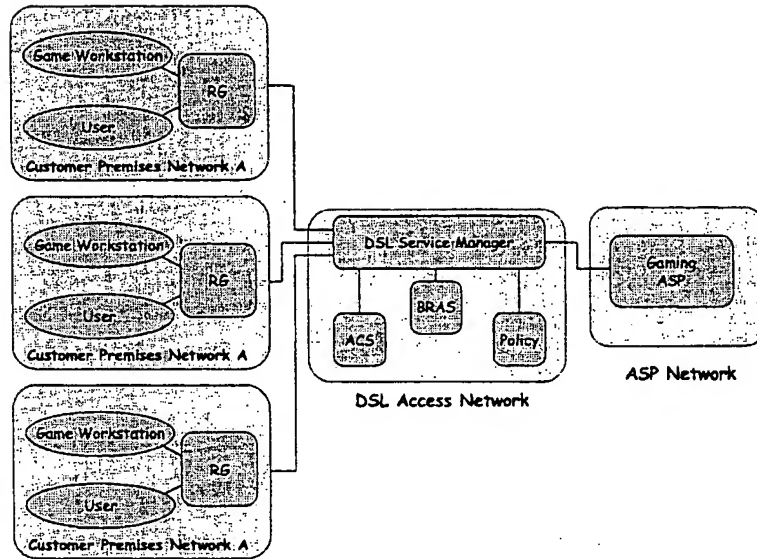 Game Workstation
RG
User
Customer Premises Network A
Game Workstation
RG
User
Customer Premises Network A
Game Workstation
RG
User
Customer Premises Network A
DSL Service Manager
BRAS
ACS
Policy
DSL Access Network
Gaming
ASP
ASP Network